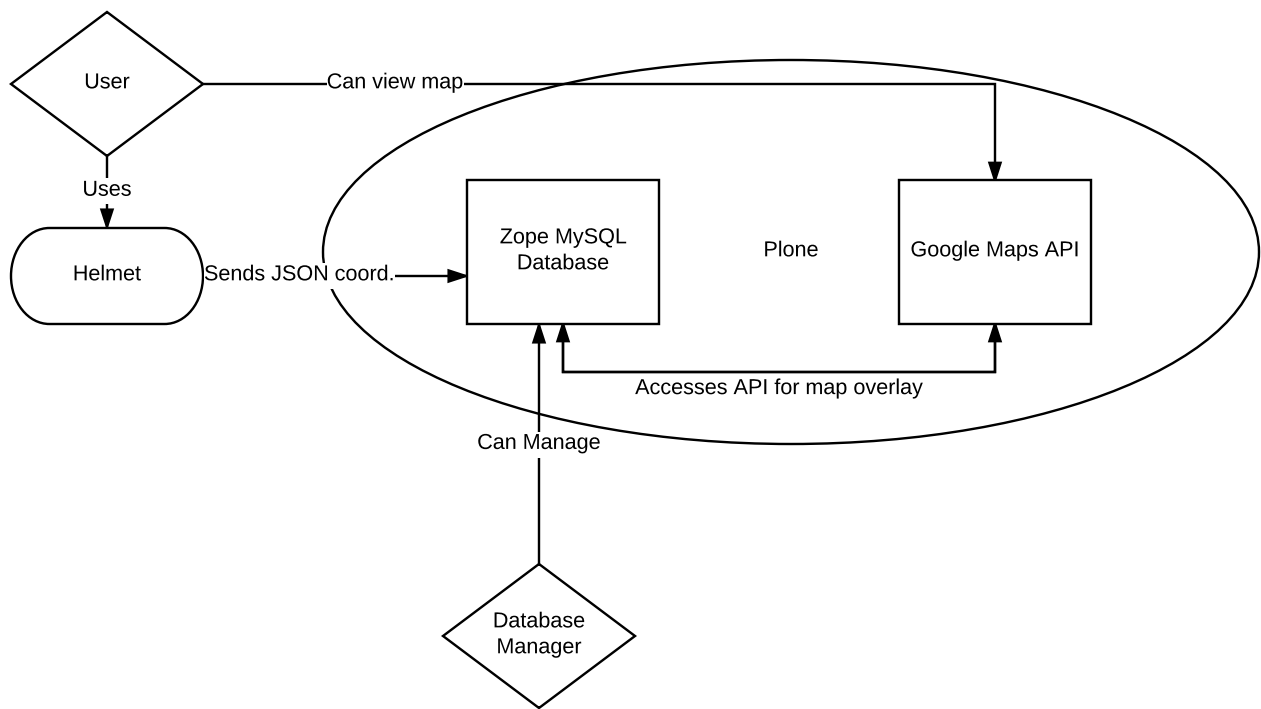 User
Can view map
Uses
Helmet
Sends JSON coord.
Zope MySQL
Database
Plone
Google Maps API
Accesses API for map overlay
Can Manage
Database
Manager